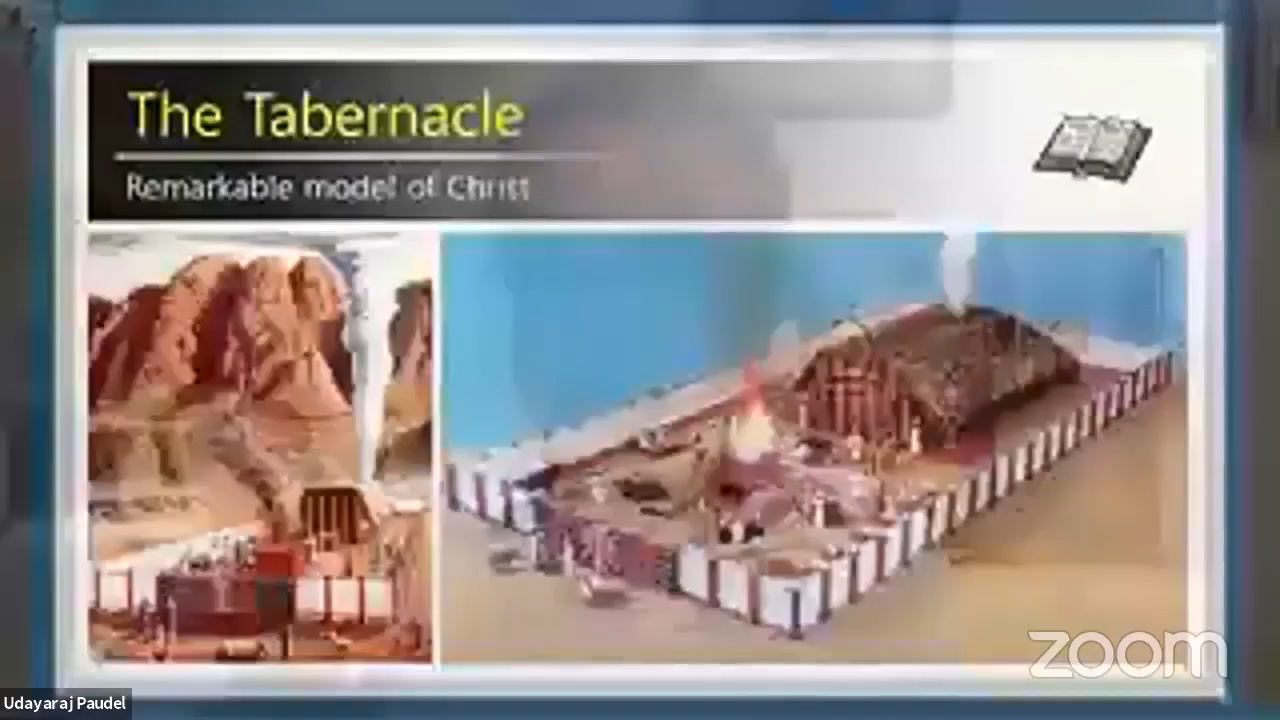 The Tabernacle
Remarkable model of Christ
zoom
Udayaraj Paudel